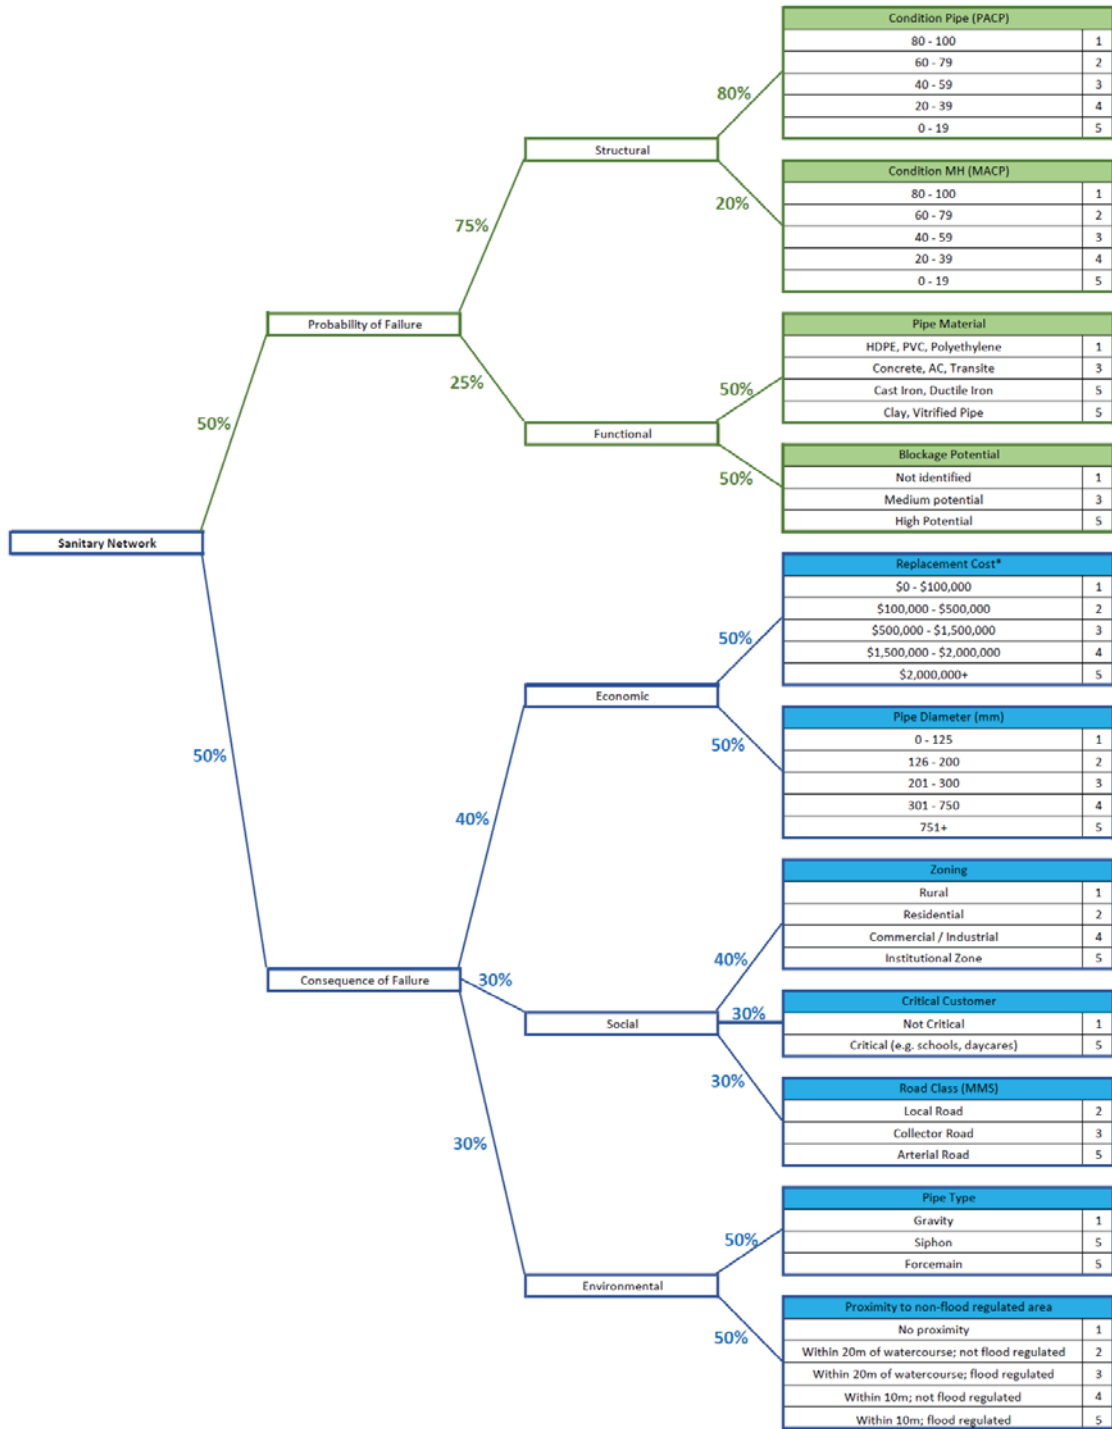 Condition Pipe (PACP)
80 - 100 1
60 - 79 2
40 - 59 3
20 - 39 4
0 - 19 5
80%
Structural
20%
Condition MH (MACP)
80 - 100 1
60 - 79 2
40 - 59 3
20 - 39 4
0 - 19 5
75%
Probability of Failure
25%
50%
Pipe Material
HDPE, PVC, Polyethylene 1
Concrete, AC, Transite 3
Cast Iron, Ductile Iron 5
Clay, Vitrified Pipe 5
50%
Functional
50%
Blockage Potential
Not identified 1
Medium potential 3
High Potential 5
Sanitary Network
50%
Replacement Cost*
$0 - $100,000 1
$100,000 - $500,000 2
$500,000 - $1,500,000 3
$1,500,000 - $2,000,000 4
$2,000,000+ 5
50%
Economic
50%
Pipe Diameter (mm)
0 - 125 1
126 - 200 2
201 - 300 3
301 - 750 4
751+ 5
40%
Consequence of Failure
30%
30%
Zoning
Rural 1
Residential 2
Commercial / Industrial 4
Institutional Zone 5
40%
Social
30%
30%
Critical Customer
Not Critical 1
Critical (e.g. schools, daycares) 5
Road Class (MMS)
Local Road 2
Collector Road 3
Arterial Road 5
Pipe Type
Gravity 1
Siphon 5
Forcemain 5
50%
Environmental
50%
Proximity to non-flood regulated area
No proximity 1
Within 20m of watercourse; not flood regulated 2
Within 20m of watercourse; flood regulated 3
Within 10m; not flood regulated 4
Within 10m; flood regulated 5